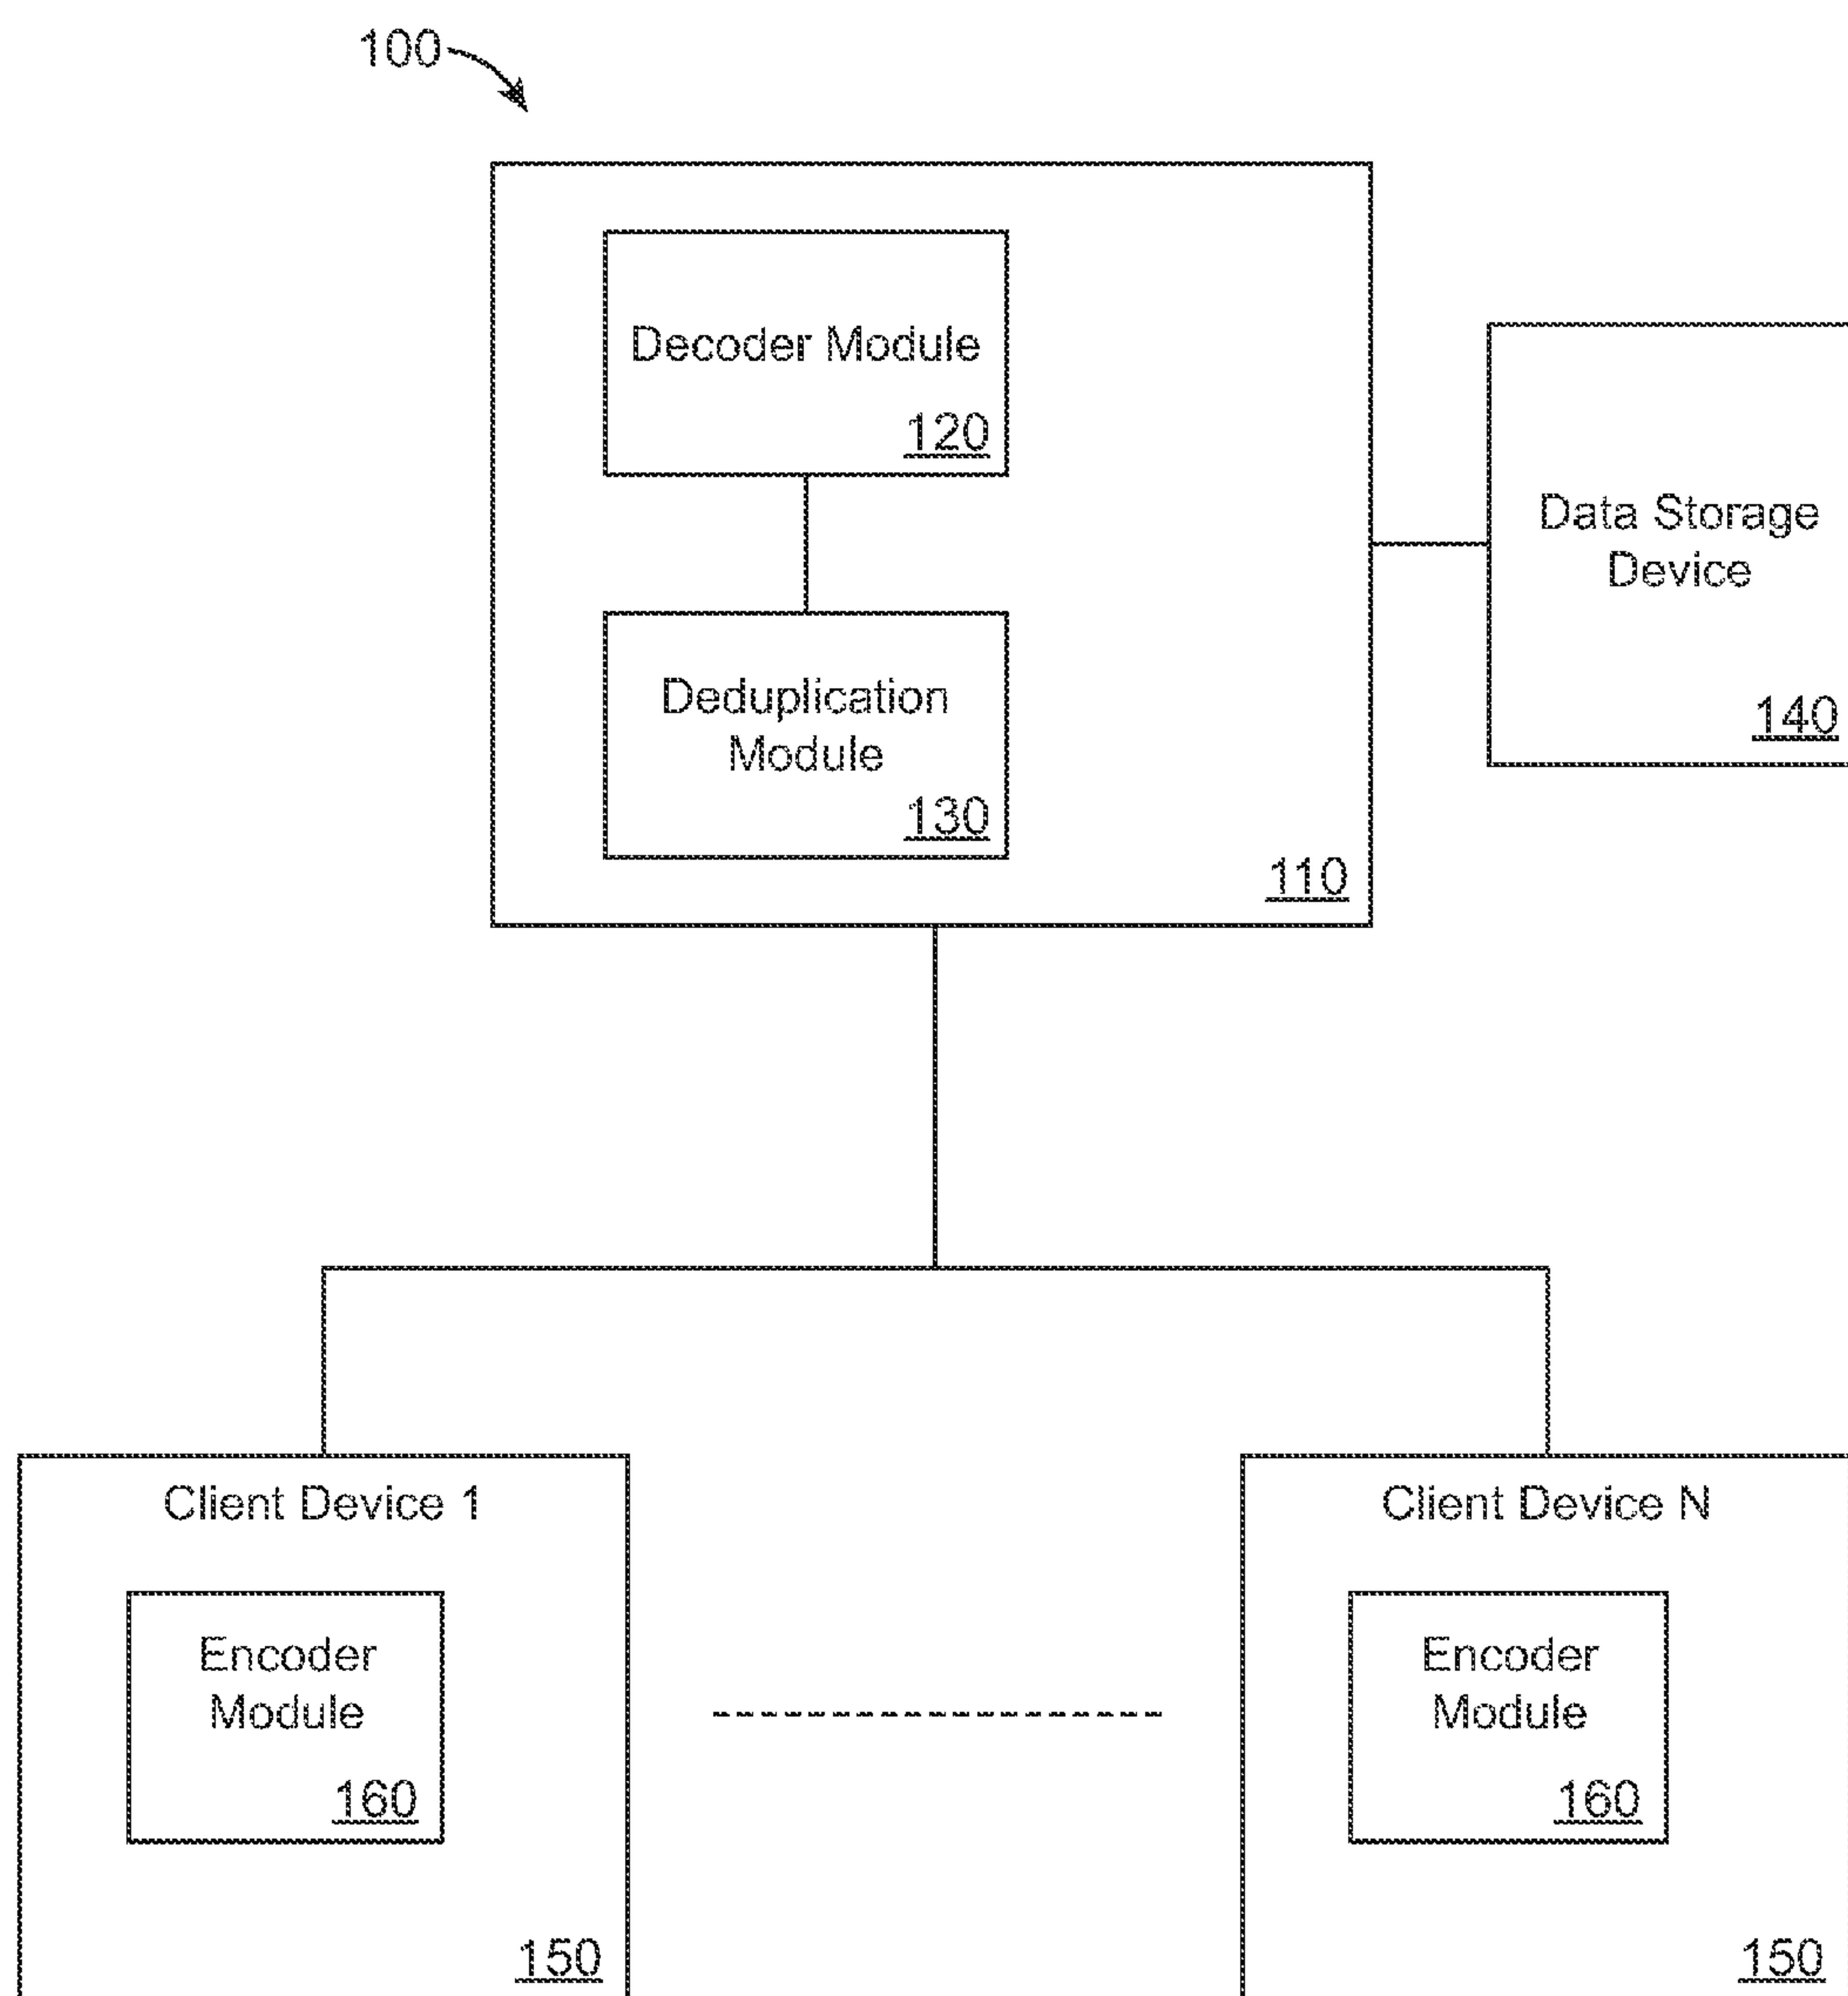 100
Decoder Module
120
Data Storage
Device
140
Deduplication
Module
130
110
Client Device 1
Encoder
Module
160
150
Client Device N
Encoder
Module
160
150